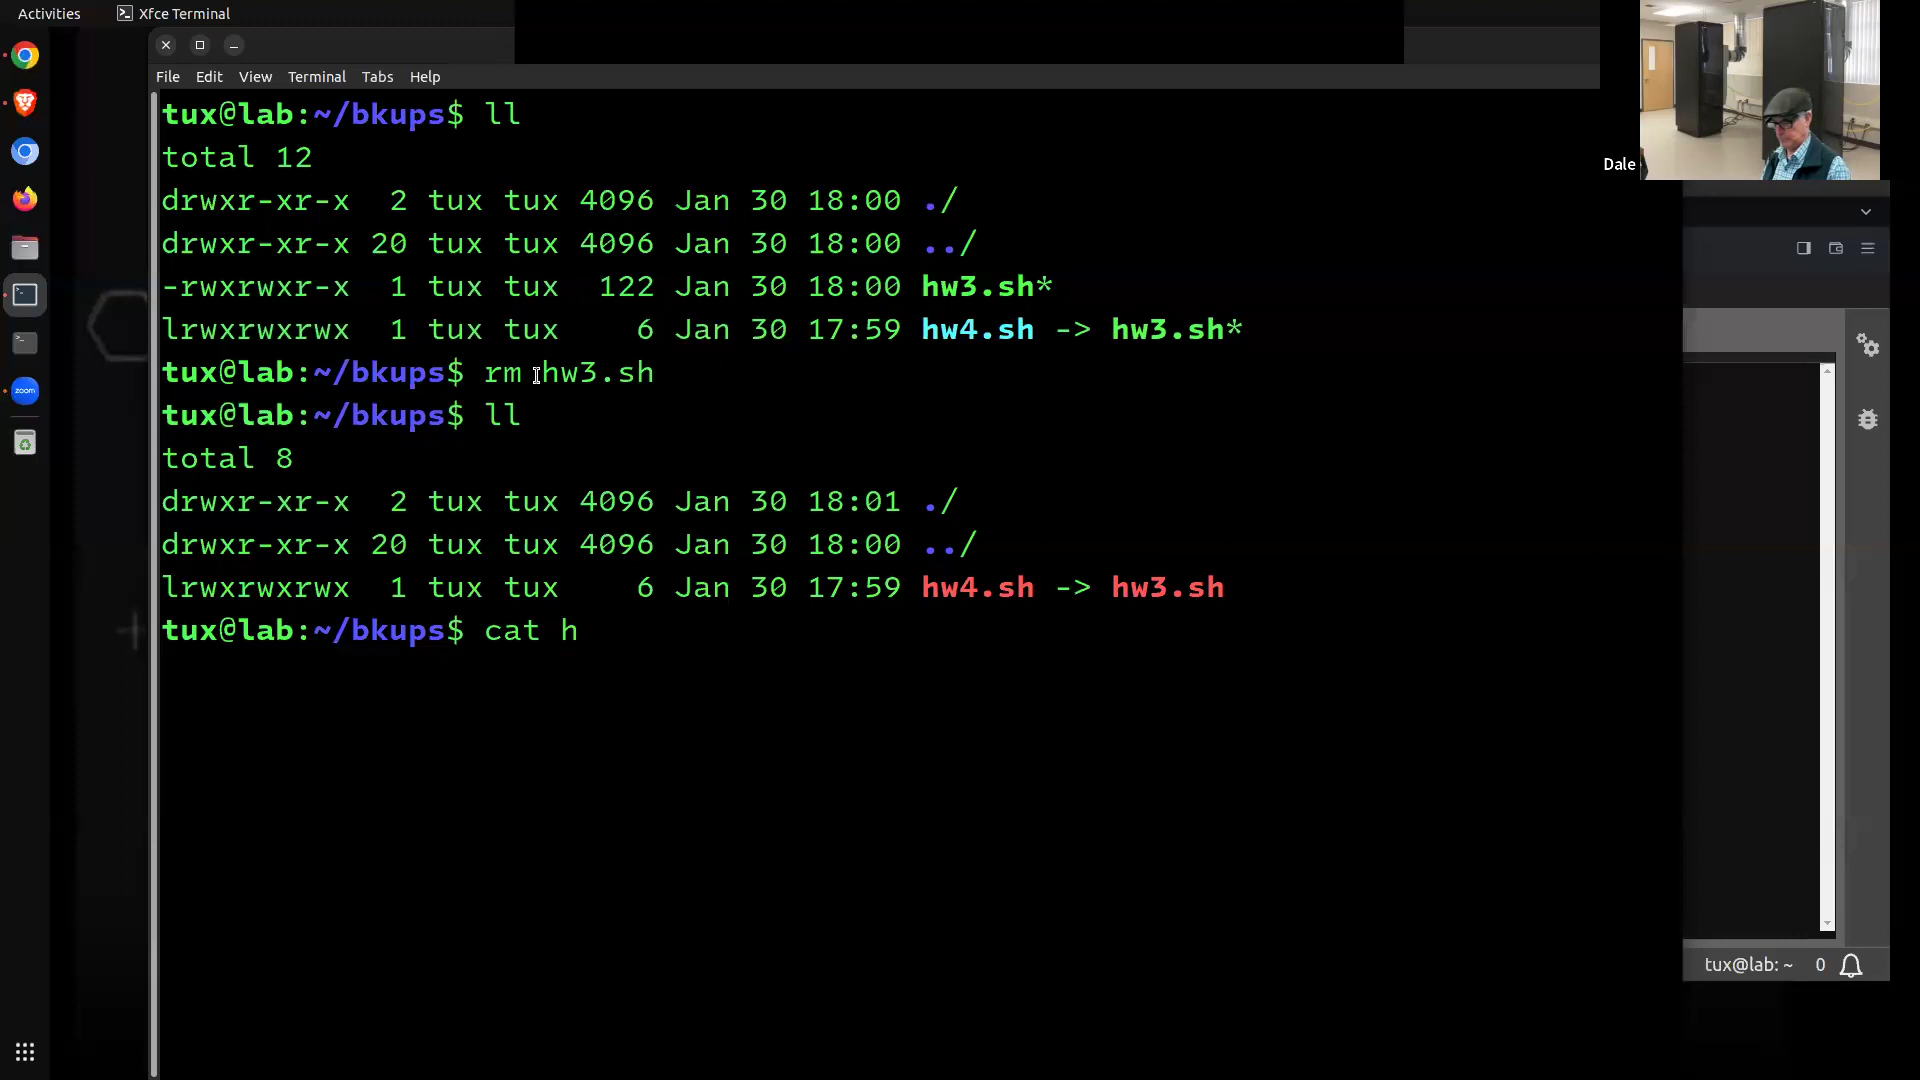 Activities Xfce Terminal
File Edit View Terminal Tabs Help
tux@lab:~/bkups$ ll
total 12
drwxr-xr-x  2 tux tux 4096 Jan 30 18:00 ./
drwxr-xr-x 20 tux tux 4096 Jan 30 18:00 ../
-rwxrwxr-x  1 tux tux  122 Jan 30 18:00 hw3.sh*
lrwxrwxrwx  1 tux tux    6 Jan 30 17:59 hw4.sh -> hw3.sh*
tux@lab:~/bkups$ rm hw3.sh
tux@lab:~/bkups$ ll
total 8
drwxr-xr-x  2 tux tux 4096 Jan 30 18:01 ./
drwxr-xr-x 20 tux tux 4096 Jan 30 18:00 ../
lrwxrwxrwx  1 tux tux    6 Jan 30 17:59 hw4.sh -> hw3.sh
tux@lab:~/bkups$ cat h
zoom
Dale
tux@lab: ~ 0